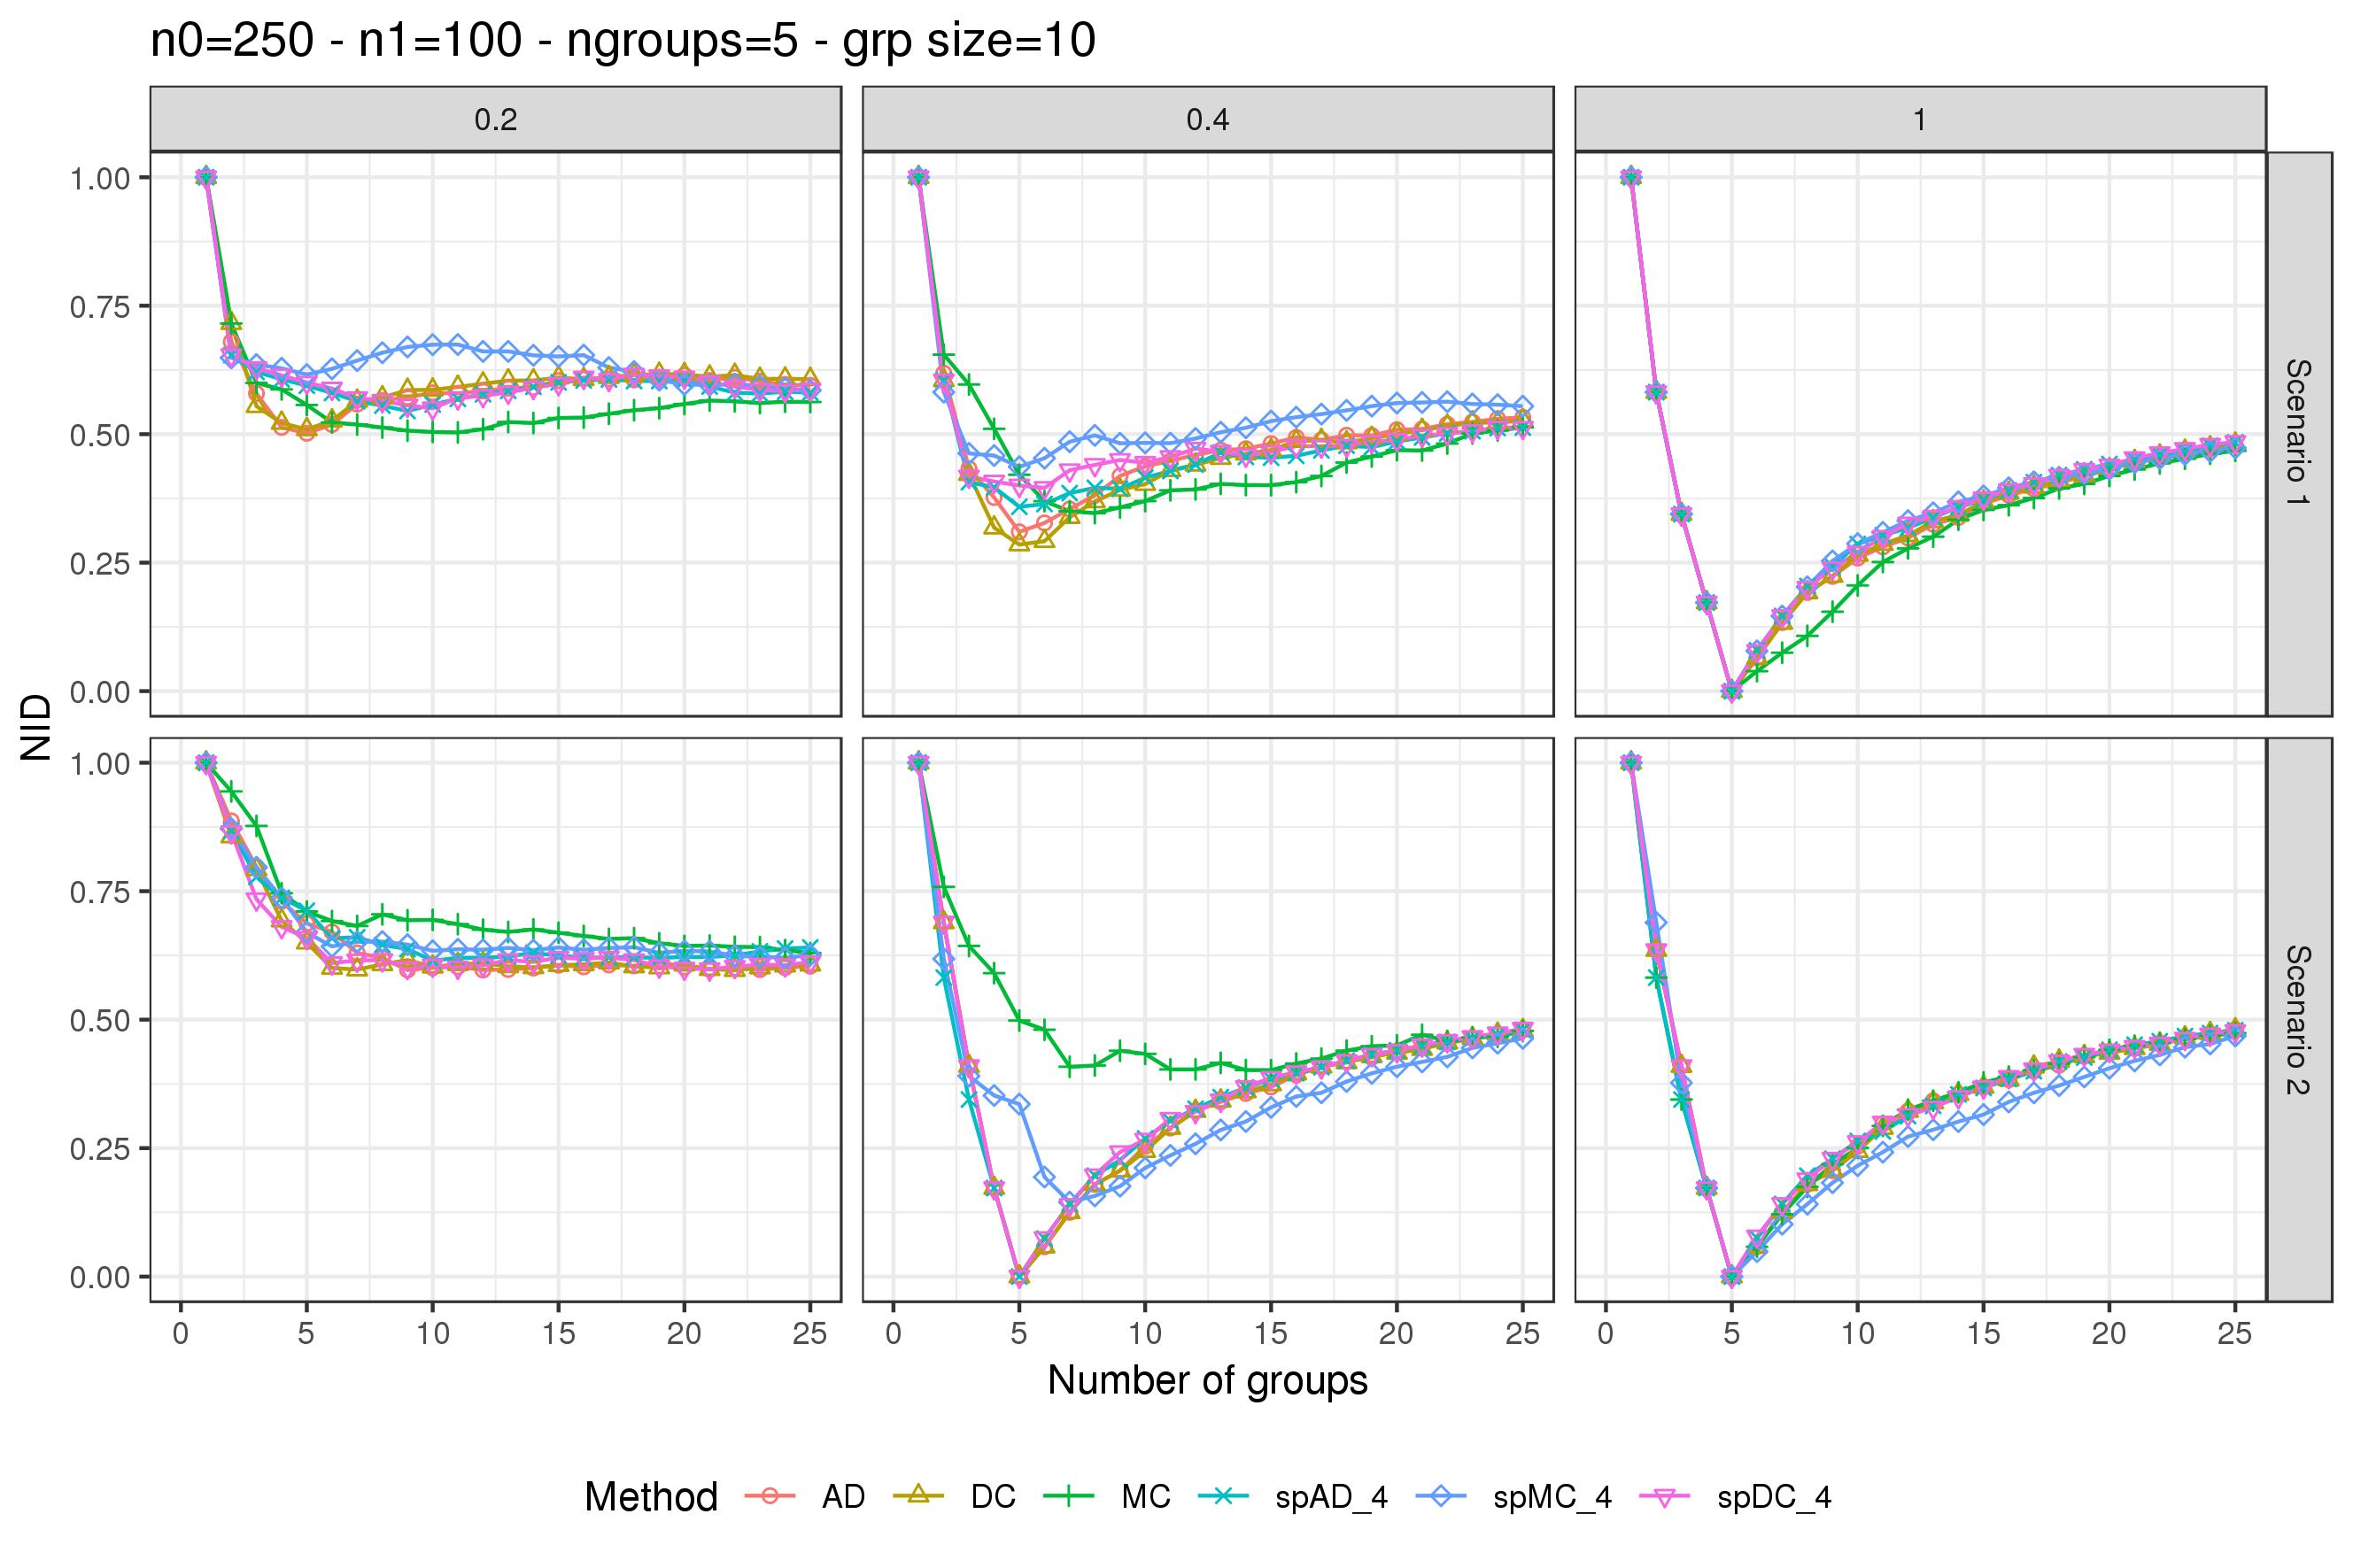 n0=250 - n1=100 - ngroups=5 - grp size=10
0.2 0.4 1
1.00
0.75
0.50
0.25
0.00
Scenario 1
NID
1.00
0.75
0.50
0.25
0.00
Scenario 2
0 5 10 15 20 25 0 5 10 15 20 25 0 5 10 15 20 25
Number of groups
Method AD DC MC spAD_4 spMC_4 spDC_4